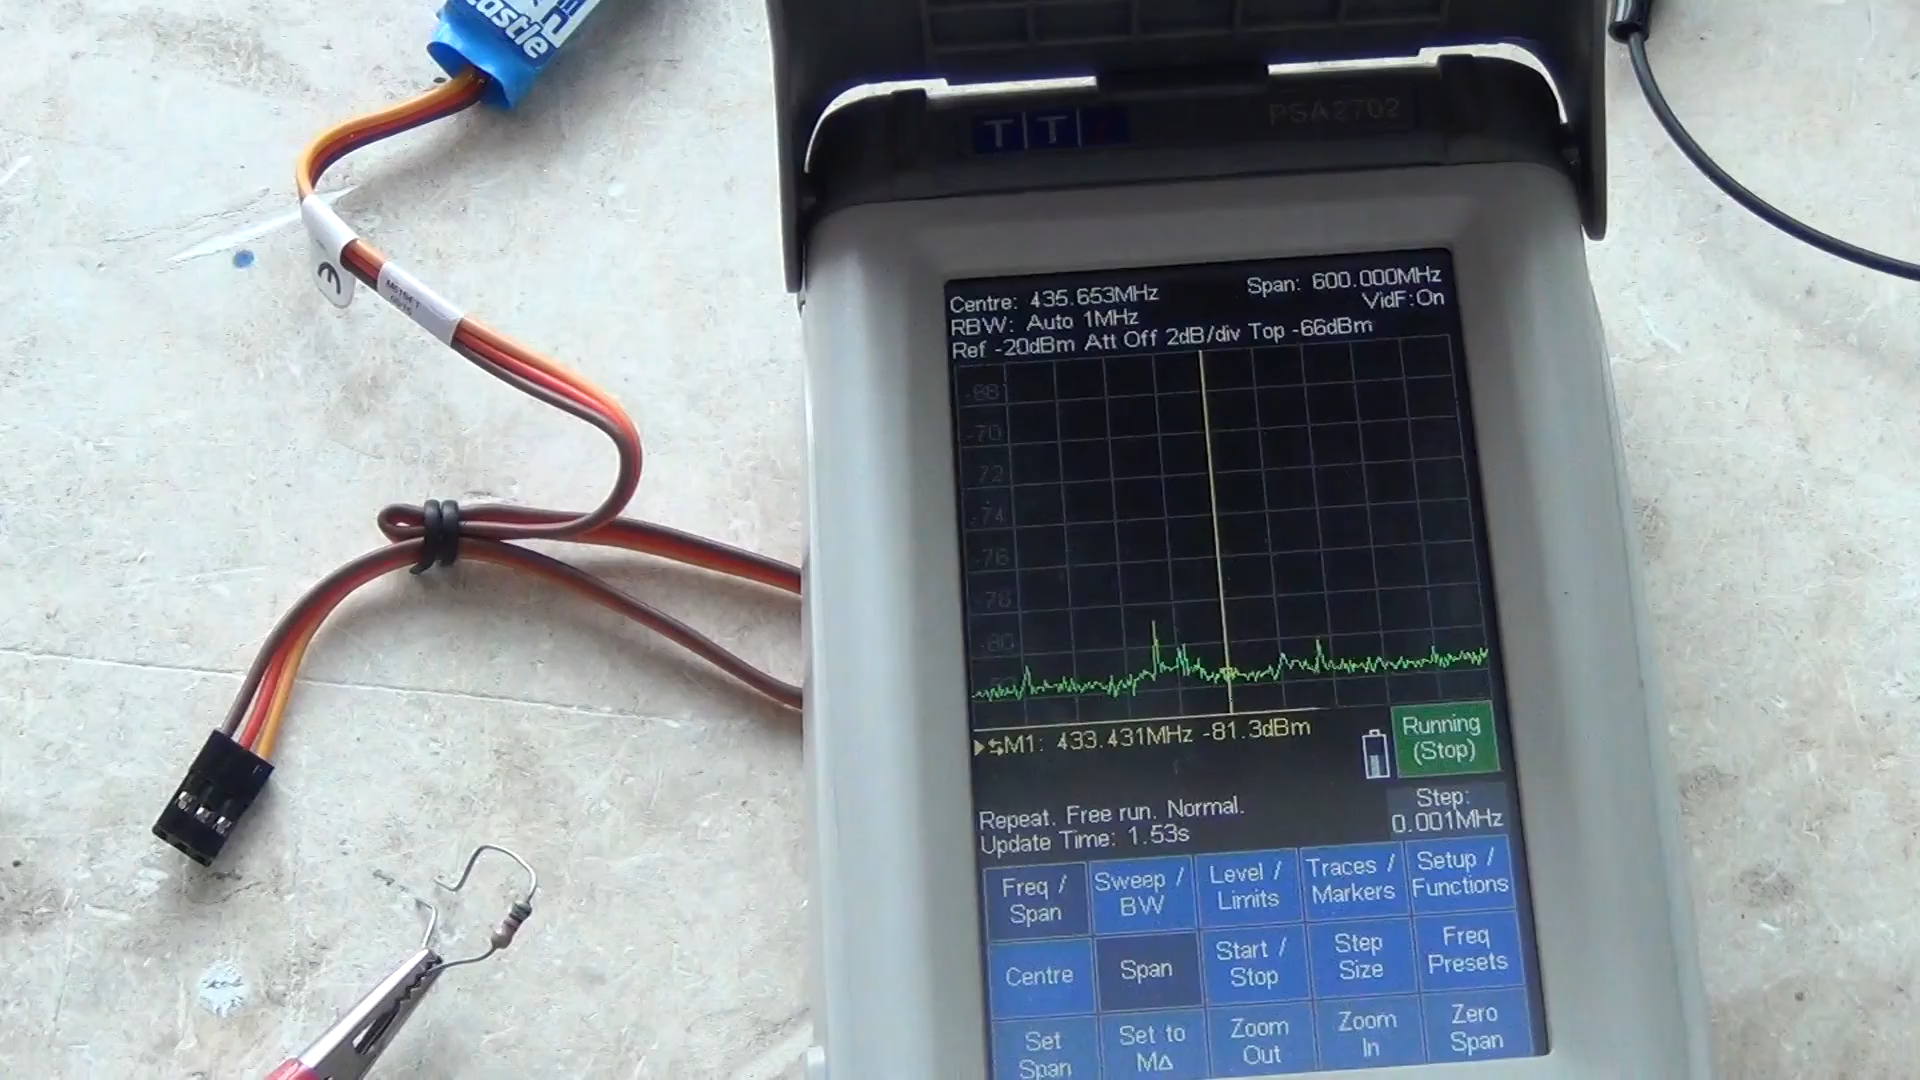 castle
TTi
PSA2702
Centre: 435.653MHz
Span: 600.000MHz
VidF:On
RBW: Auto 1MHz
Ref -20dBm Att Off 2dB/div Top -66dBm
-68
-70
-72
-74
-76
-78
-80
M1: 433.431MHz -81.3dBm
Running
(Stop)
Repeat. Free run. Normal.
Update Time: 1.53s
Step:
0.001MHz
Freq /
Span
Sweep /
BW
Level /
Limits
Traces /
Markers
Setup /
Functions
Centre
Span
Start /
Stop
Step
Size
Freq
Presets
Set
Span
Set to
MΔ
Zoom
Out
Zoom
In
Zero
Span